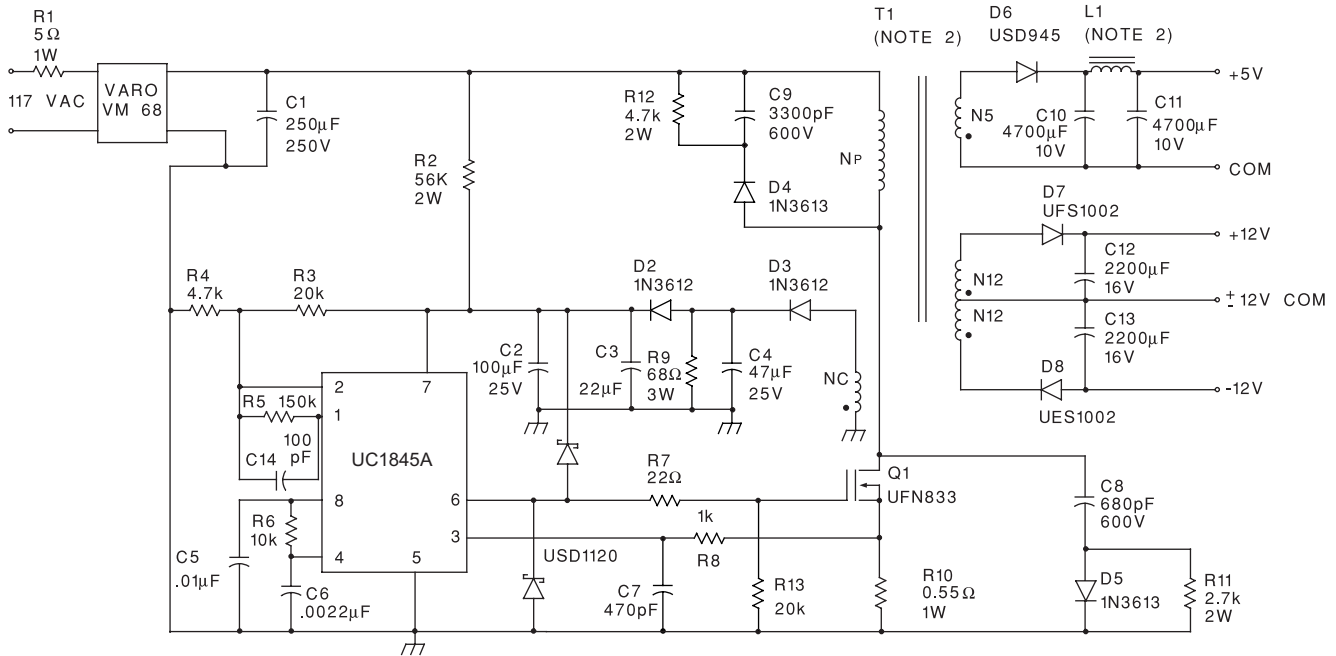 R1
5Ω
1W
117 VAC
VARO
VM 68
C1
250µF
250V
R2
56K
2W
R12
4.7k
2W
C9
3300pF
600V
D4
1N3613
NP
T1
(NOTE 2)
D6
USD945
L1
(NOTE 2)
+5V
N5
C10
4700µF
10V
C11
4700µF
10V
COM
D7
UFS1002
+12V
N12
N12
C12
2200µF
16V
± 12V COM
C13
2200µF
16V
D8
UES1002
-12V
R4
4.7k
R3
20k
D2
1N3612
D3
1N3612
C2
100µF
25V
C3
22µF
R9
68Ω
3W
C4
47µF
25V
NC
2
7
R5 150k
1
C14
100
pF
UC1845A
8
6
R6
10k
3
4
5
C5
.01µF
C6
.0022µF
USD1120
R7
22Ω
1k
R8
C7
470pF
R13
20k
Q1
UFN833
R10
0.55Ω
1W
C8
680pF
600V
D5
1N3613
R11
2.7k
2W